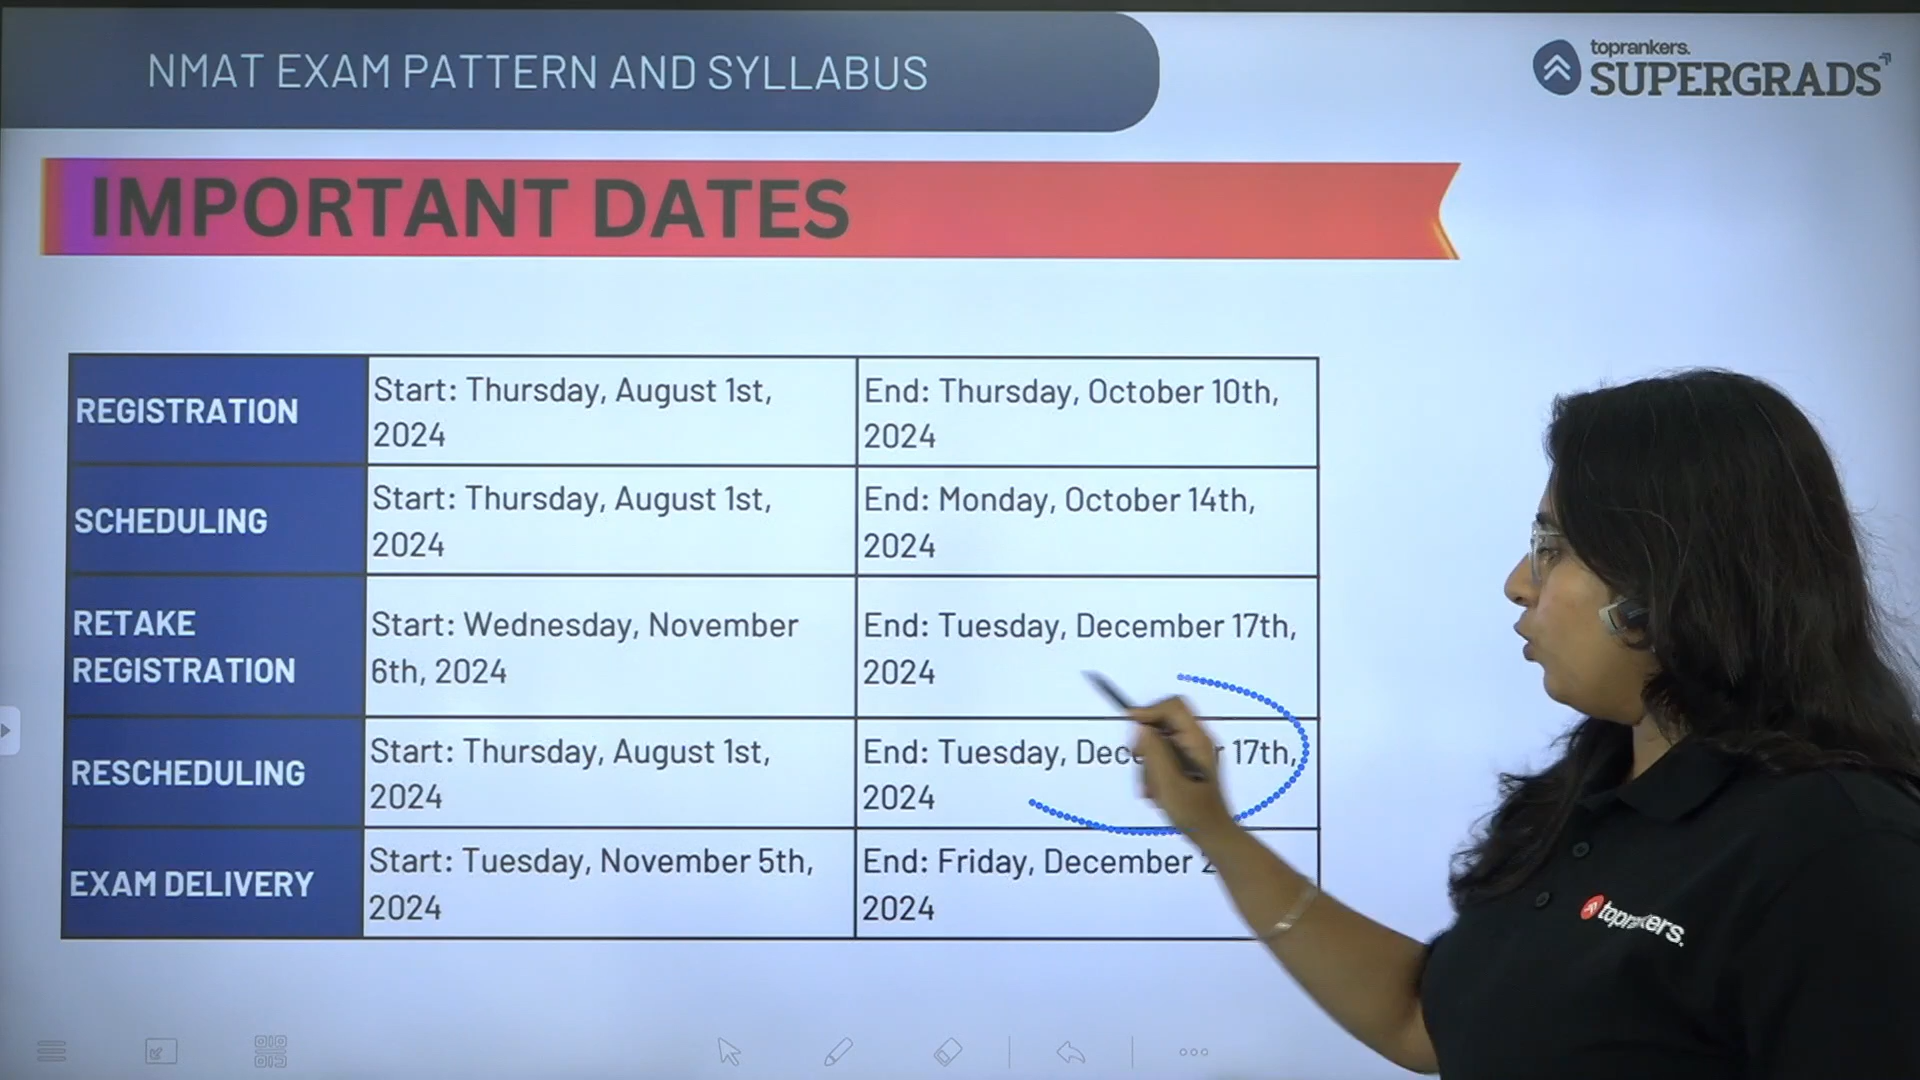 NMAT EXAM PATTERN AND SYLLABUS
toprankers.
SUPERGRADS
IMPORTANT DATES
REGISTRATION
Start: Thursday, August 1st,
2024
End: Thursday, October 10th,
2024
SCHEDULING
Start: Thursday, August 1st,
2024
End: Monday, October 14th,
2024
RETAKE
REGISTRATION
Start: Wednesday, November
6th, 2024
End: Tuesday, December 17th,
2024
RESCHEDULING
Start: Thursday, August 1st,
2024
End: Tuesday, 17th,
2024
EXAM DELIVERY
Start: Tuesday, November 5th,
2024
End: Friday, December
2024
toprankers.